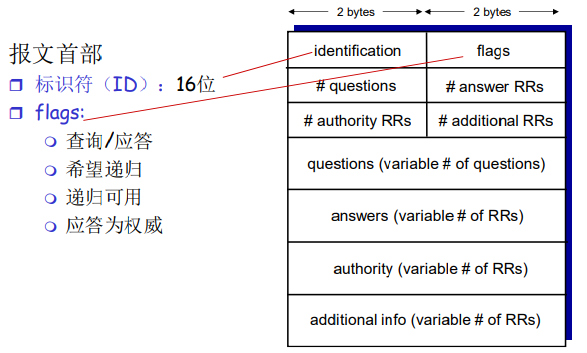 报文首部
标识符（ID）：16位
flags:
查询/应答
希望递归
递归可用
应答为权威
2 bytes 2 bytes
identification flags
# questions # answer RRs
# authority RRs # additional RRs
questions (variable # of questions)
answers (variable # of RRs)
authority (variable # of RRs)
additional info (variable # of RRs)